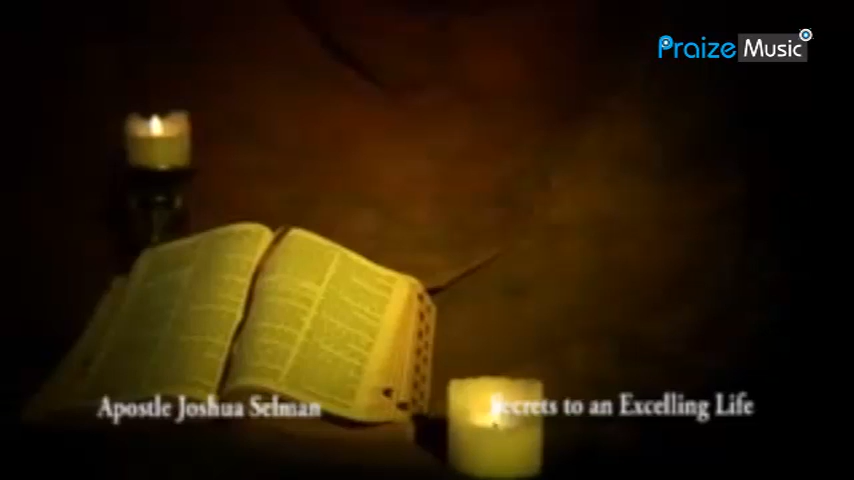 Praize Music
Apostle Joshua Selman
Secrets to an Excelling Life